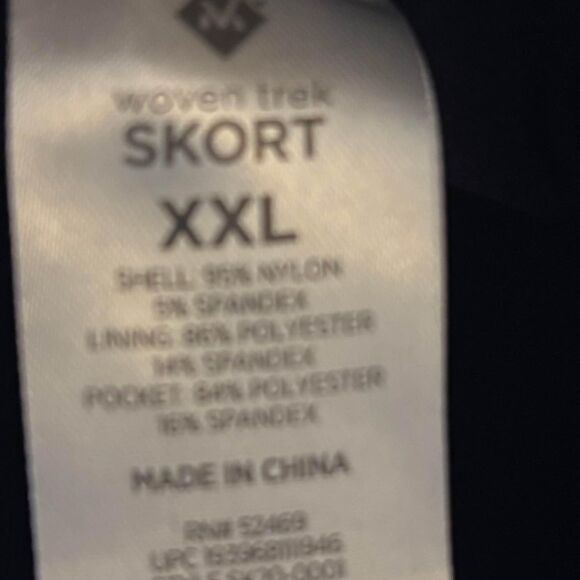 M
woven trek
SKORT
XXL
SHELL: 95% NYLON
5% SPANDEX
LINING: 86% POLYESTER
14% SPANDEX
POCKET: 84% POLYESTER
16% SPANDEX
MADE IN CHINA
RN# 52469
UPC